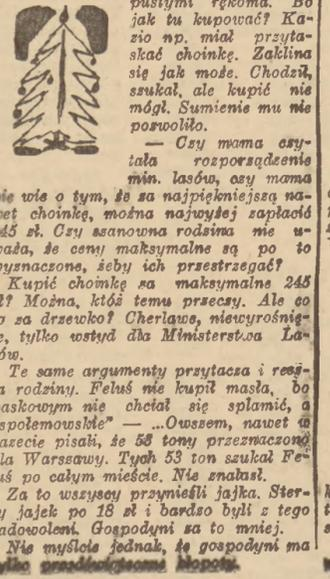 pustymi rękoma. Bo
jak tu kupować? Ka-
zio np. miał przyta-
skać choinkę. Zaklina
się jak może. Chodził,
szukał, ale kupić nie
mógł. Sumienie mu nie
pozwoliło.
— Czy mama czy-
tała rozporządzenie
min. lasów, czy mama
nie wie o tym, że za najpiękniejszą na-
wet choinkę, można najwyżej zapłacić
245 zł. Czy szanowna rodzina nie u-
waża, że ceny maksymalne są po to
wyznaczone, żeby ich przestrzegać?
Kupić choinkę za maksymalne 245
zł? Można, któż temu przeczy. Ale co
to za drzewko? Cherlawe, niewyrośnię-
te, tylko wstyd dla Ministerstwa La-
sów.
Te same argumenty przytacza i resz-
ta rodziny. Feluś nie kupił masła, bo
paskowym nie chciał się splamić, a
„społemowskie" — ...Owszem, nawet w
gazecie pisali, że 53 tony przeznaczono
dla Warszawy. Tych 53 ton szukał Fe-
luś po całym mieście. Nie znalazł.
Za to wszyscy przynieśli jajka. Ster-
ty jajek po 18 zł i bardzo byli z tego
zadowoleni. Gospodyni za to mniej.
Nie myślcie jednak, że gospodyni ma
tylko przedświąteczne kłopoty.